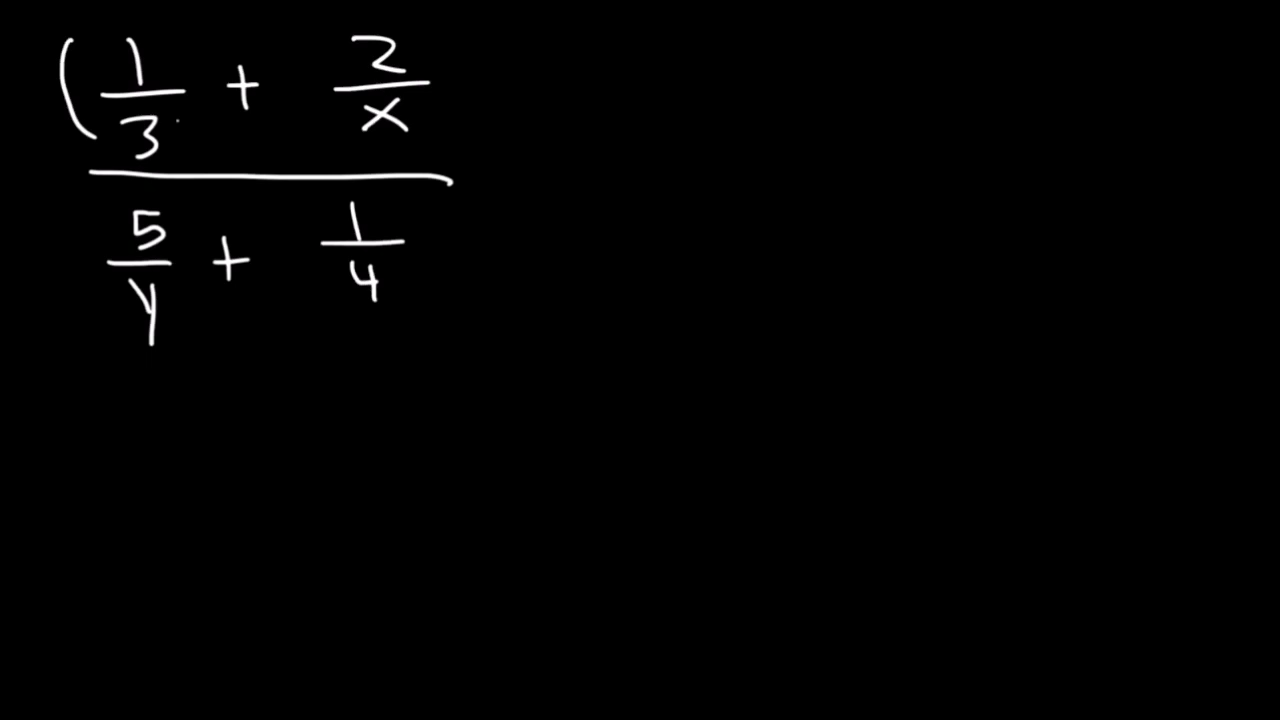 ( 1/3 + 2/x
5/y + 1/4